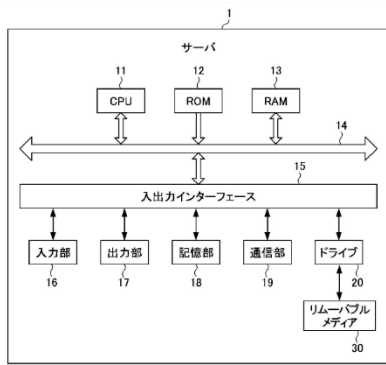 1
サーバ
11
12
13
CPU
ROM
RAM
14
15
入出力インターフェース
入力部
出力部
記憶部
通信部
ドライブ
16
17
18
19
20
リムーバブル
メディア
30